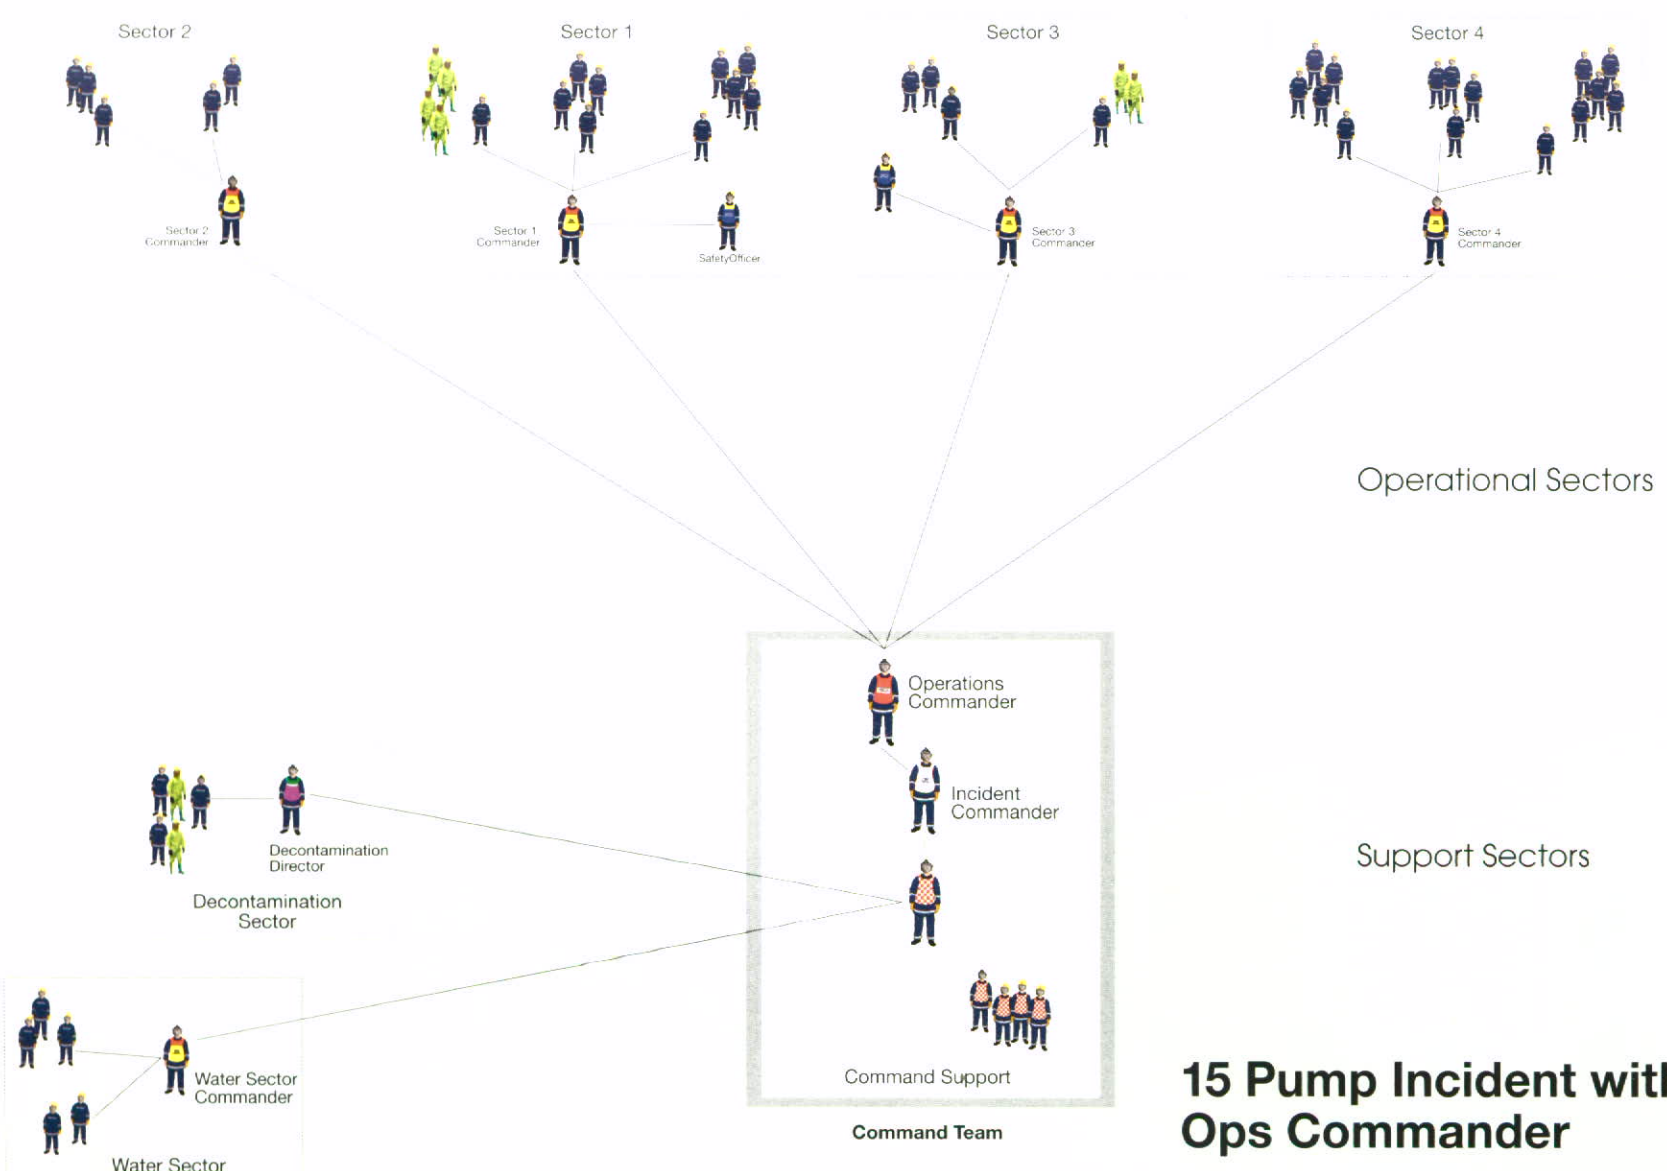 Sector 2
Sector 1
Sector 3
Sector 4
Sector 2
Commander
Sector 1
Commander
SafetyOfficer
Sector 3
Commander
Sector 4
Commander
Operational Sectors
Operations
Commander
Incident
Commander
Decontamination
Director
Decontamination
Sector
Support Sectors
Water Sector
Commander
Water Sector
Command Support
Command Team
15 Pump Incident with
Ops Commander